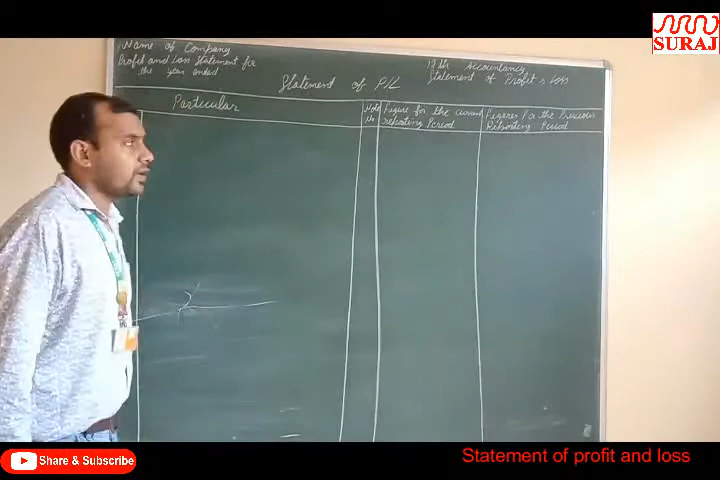 SURAJ
Name of Company
Profit and Loss Statement for
the year ended
Statement of P/L
12th Accountancy
Statement of Profit & Loss
Particular
Note
No
Figure for the current
reporting Period
Figures for the Previous
Reporting Period
Share & Subscribe
Statement of profit and loss